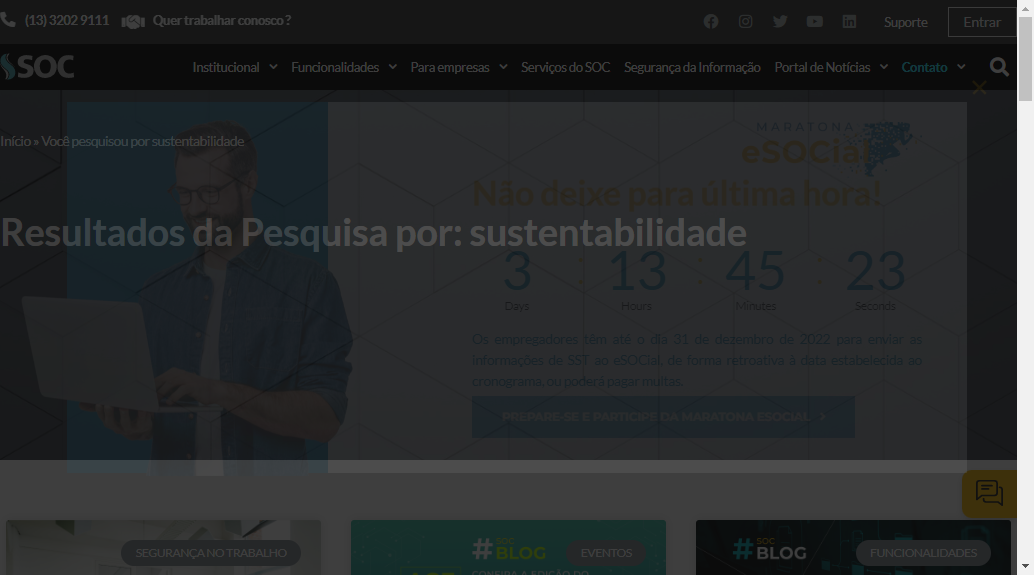 (13) 3202 9111 Quer trabalhar conosco ? Suporte Entrar
SOC Institucional Funcionalidades Para empresas Serviços do SOC Segurança da Informação Portal de Notícias Contato
MARATONA
eSOCial
Início » Você pesquisou por sustentabilidade
Não deixe para última hora!
Resultados da Pesquisa por: sustentabilidade
3 : 13 : 45 : 23
Days Hours Minutes Seconds
Os empregadores têm até o dia 31 de dezembro de 2022 para enviar as
informações de SST ao eSOCial, de forma retroativa à data estabelecida ao
cronograma, ou poderá pagar multas.
PREPARE-SE E PARTICIPE DA MARATONA ESOCIAL
SEGURANÇA NO TRABALHO
# SOC BLOG EVENTOS
CONFIRA A EDIÇÃO DO
# SOC BLOG FUNCIONALIDADES